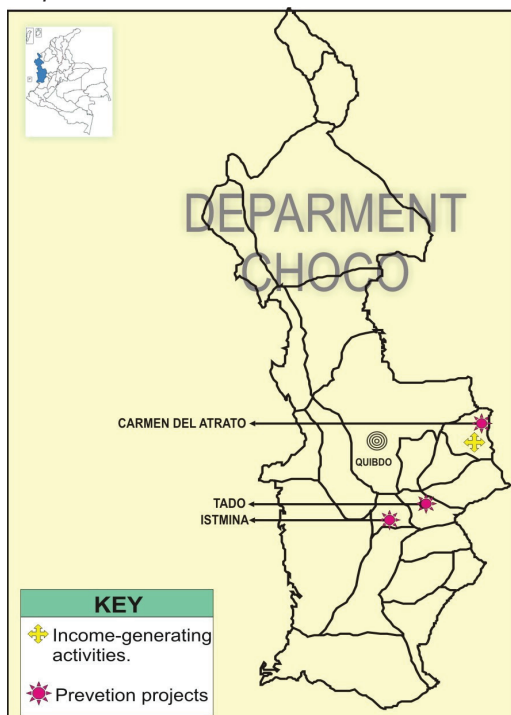 DEPARMENT
CHOCO
CARMEN DEL ATRATO
QUIBDO
TADO
ISTMINA
KEY
Income-generating
activities.
Prevetion projects